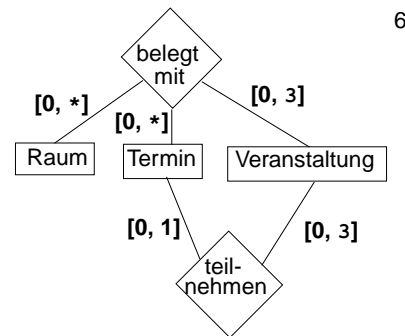 6
belegt
mit
[0, *]
[0, *]
[0, 3]
Raum
Termin
Veranstaltung
[0, 1]
[0, 3]
teil-
nehmen